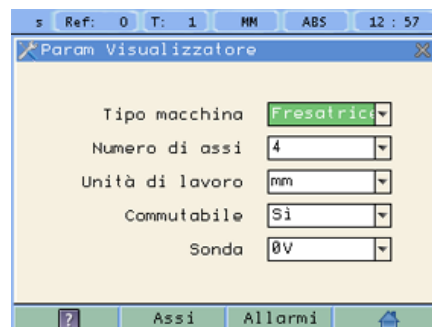 s Ref: 0 T: 1 MM ABS 12 : 57
Param Visualizzatore
Tipo macchina Fresatrice
Numero di assi 4
Unità di lavoro mm
Commutabile Sì
Sonda 0V
? Assi Allarmi